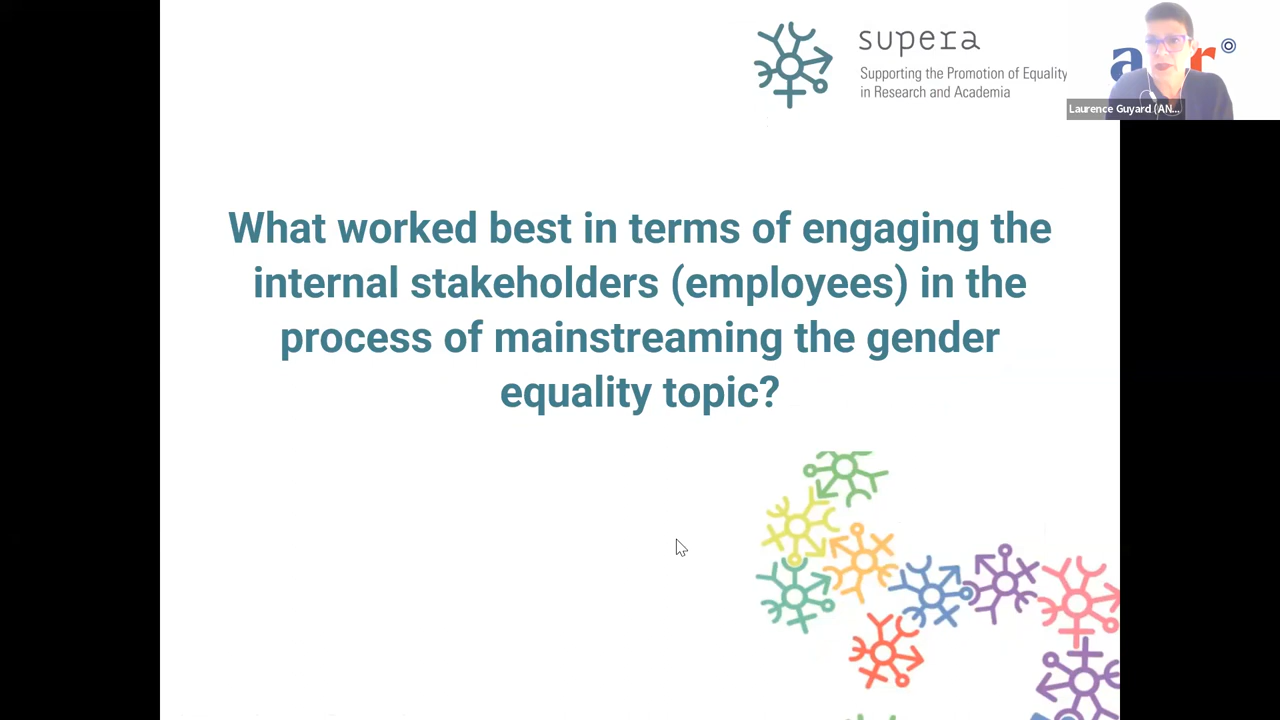 supera
Supporting the Promotion of Equality
in Research and Academia
Laurence Guyard (AN...
What worked best in terms of engaging the
internal stakeholders (employees) in the
process of mainstreaming the gender
equality topic?